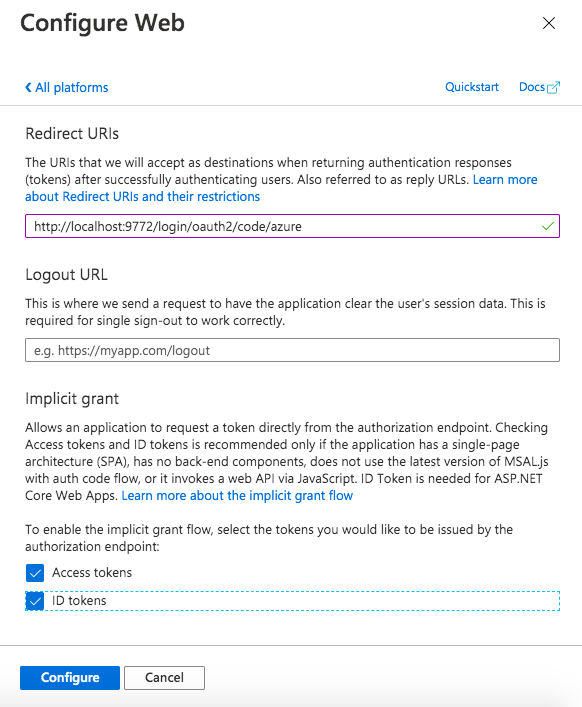 Configure Web
All platforms
Quickstart
Docs
Redirect URIs
The URIs that we will accept as destinations when returning authentication responses
(tokens) after successfully authenticating users. Also referred to as reply URLs. Learn more
about Redirect URIs and their restrictions
http://localhost:9772/login/oauth2/code/azure
Logout URL
This is where we send a request to have the application clear the user's session data. This is
required for single sign-out to work correctly.
e.g. https://myapp.com/logout
Implicit grant
Allows an application to request a token directly from the authorization endpoint. Checking
Access tokens and ID tokens is recommended only if the application has a single-page
architecture (SPA), has no back-end components, does not use the latest version of MSAL.js
with auth code flow, or it invokes a web API via JavaScript. ID Token is needed for ASP.NET
Core Web Apps. Learn more about the implicit grant flow
To enable the implicit grant flow, select the tokens you would like to be issued by the
authorization endpoint:
Access tokens
ID tokens
Configure
Cancel